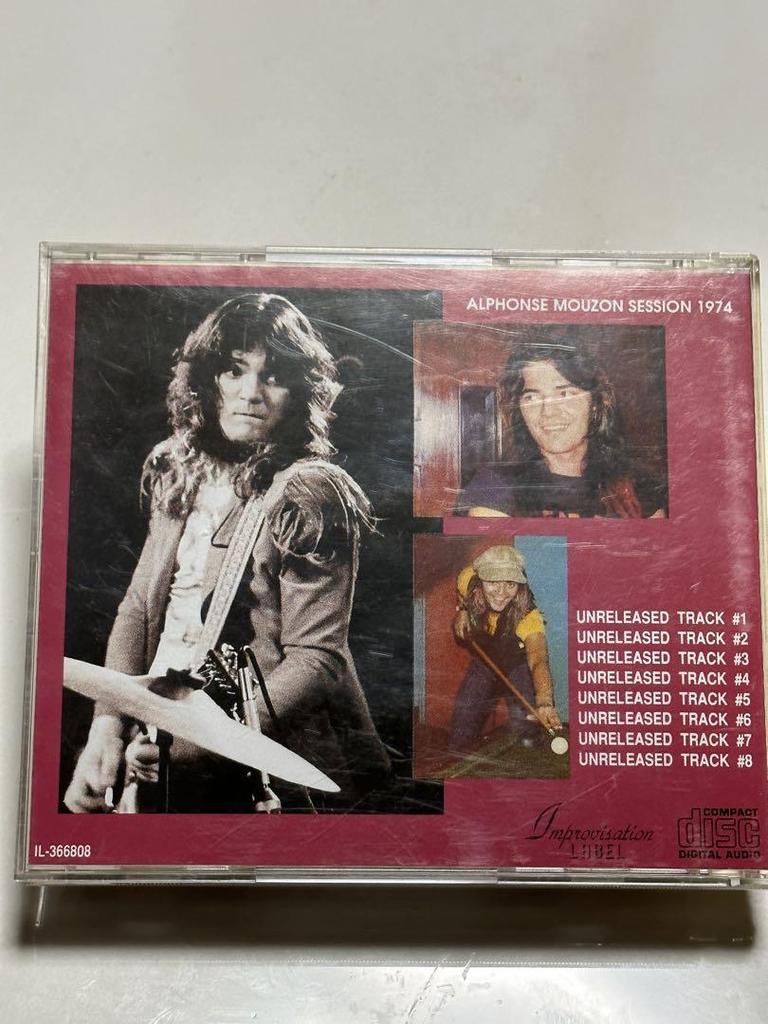 ALPHONSE MOUZON SESSION 1974
UNRELEASED TRACK #1
UNRELEASED TRACK #2
UNRELEASED TRACK #3
UNRELEASED TRACK #4
UNRELEASED TRACK #5
UNRELEASED TRACK #6
UNRELEASED TRACK #7
UNRELEASED TRACK #8
Improvisation
LABEL
COMPACT
disc
DIGITAL AUDIO
IL-366808